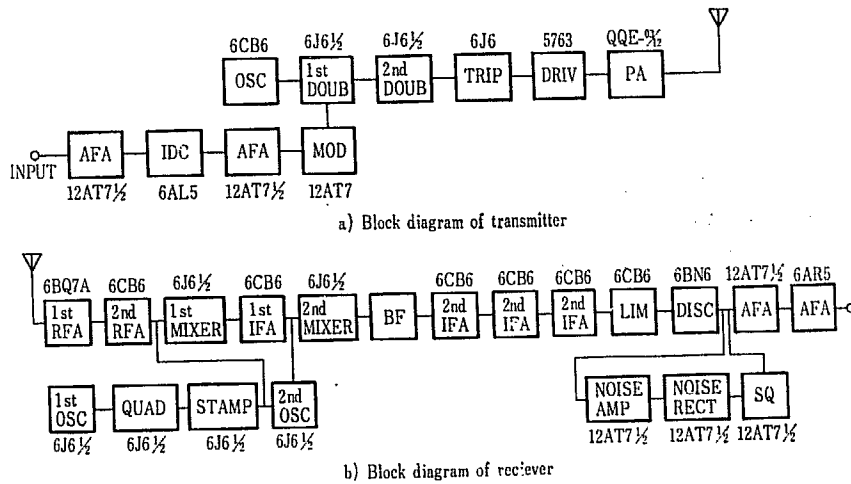 6CB6 6J6½ 6J6½ 6J6 5763
OSC 1st DOUB 2nd DOUB TRIP DRIV PA
INPUT AFA IDC AFA MOD
12AT7½ 6AL5 12AT7½ 12AT7
a) Block diagram of transmitter
6BQ7A 6CB6 6J6½ 6CB6 6J6½ 6CB6 6CB6 6CB6 6CB6 6BN6 12AT7½ 6AR5
1st RFA 2nd RFA 1st MIXER 1st IFA 2nd MIXER BF 2nd IFA 2nd IFA 2nd IFA LIM DISC AFA AFA
1st OSC QUAD STAMP 2nd OSC NOISE AMP NOISE RECT SQ
6J6½ 6J6½ 6J6½ 6J6½ 12AT7½ 12AT7½ 12AT7½
b) Block diagram of reciever